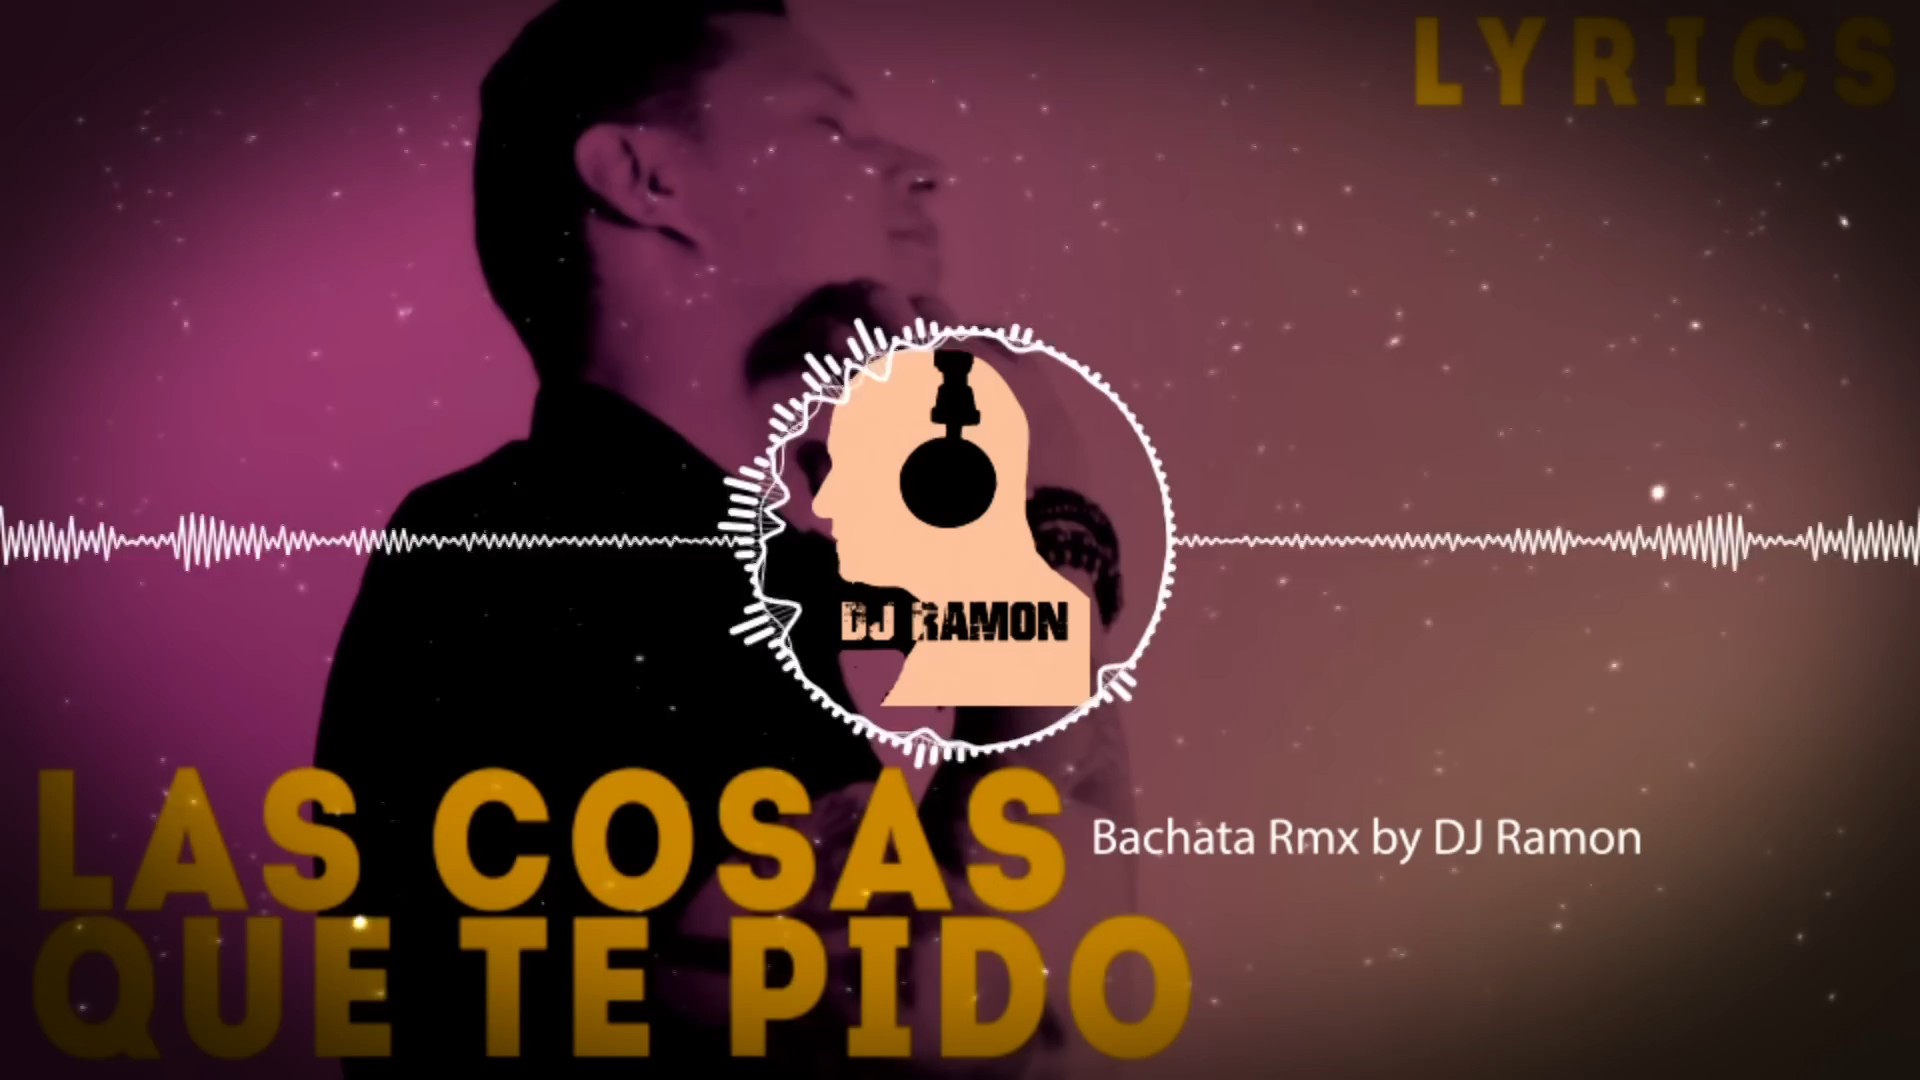 LYRICS
DJ RAMON
LAS COSAS
Bachata Rmx by DJ Ramon
QUE TE PIDO